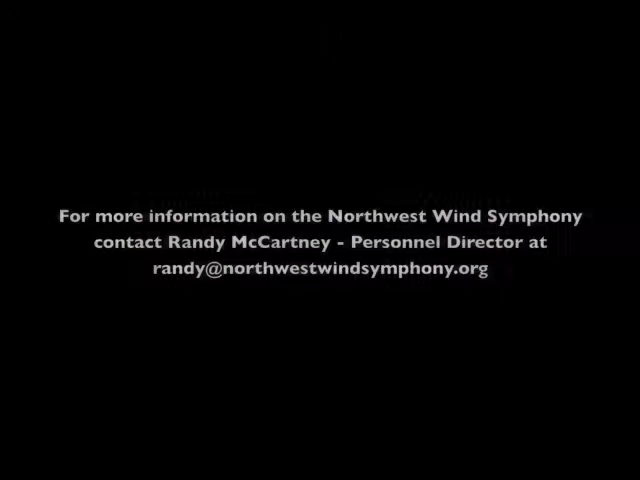 For more information on the Northwest Wind Symphony
contact Randy McCartney - Personnel Director at
randy@northwestwindsymphony.org